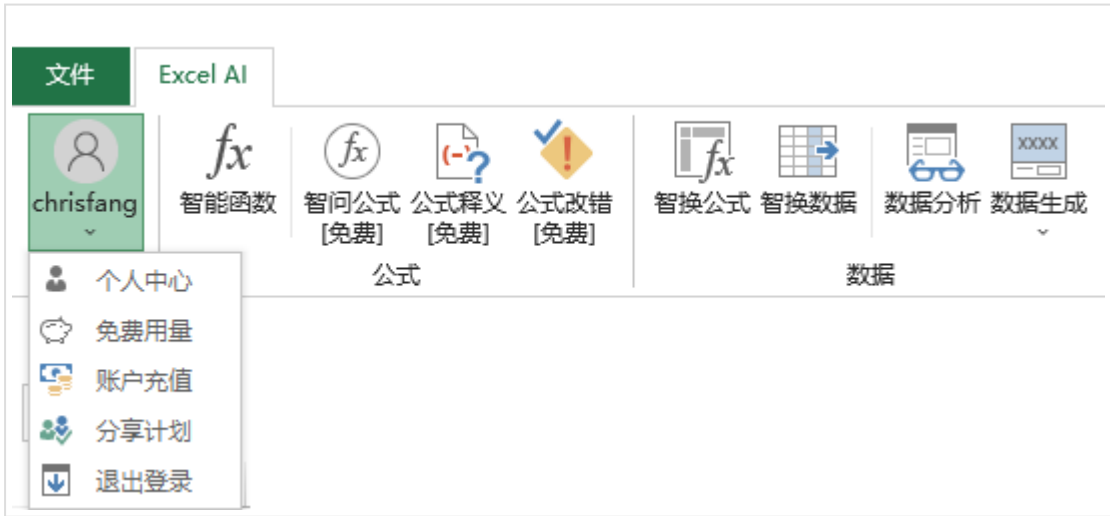 文件 Excel AI
chrisfang 智能函数 智问公式 公式释义 公式改错 智换公式 智换数据 数据分析 数据生成
[免费] [免费] [免费]
公式 数据
个人中心
免费用量
账户充值
分享计划
退出登录